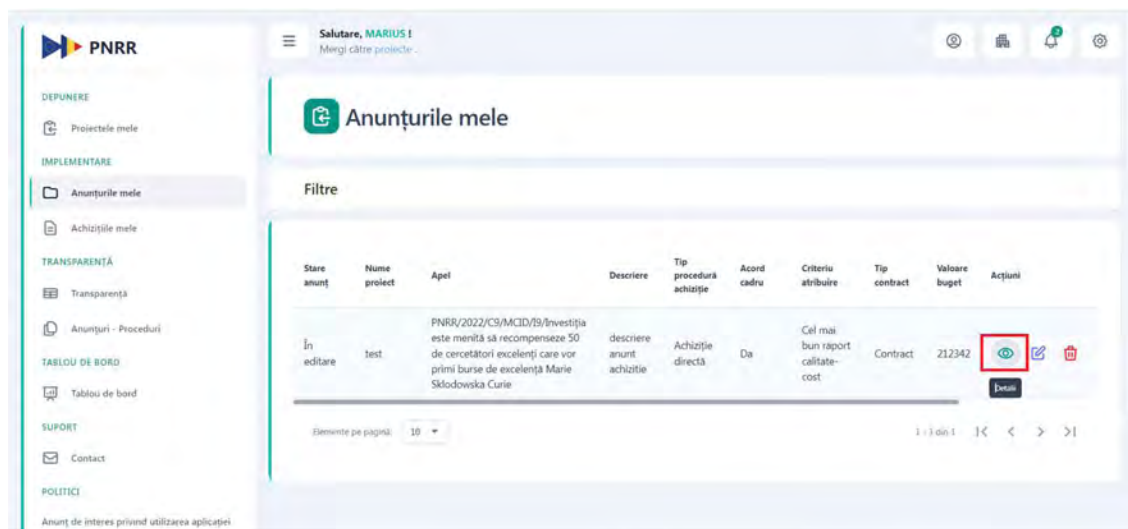 PNRR
Salutare, MARIUS !
Mergi către proiecte .
2
DEPUNERE
Proiectele mele
IMPLEMENTARE
Anunțurile mele
Achizițiile mele
TRANSPARENȚĂ
Transparență
Anunțuri - Proceduri
TABLOU DE BORD
Tablou de bord
SUPORT
Contact
POLITICI
Anunț de interes privind utilizarea aplicației
Anunțurile mele
Filtre
Stare anunț
Nume proiect
Apel
Descriere
Tip procedură achiziție
Acord cadru
Criteriu atribuire
Tip contract
Valoare buget
Acțiuni
În editare
test
PNRR/2022/C9/MCID/I9/Investiția
este menită să recompenseze 50
de cercetători excelenți care vor
primi burse de excelență Marie
Sklodowska Curie
descriere
anunt
achizitie
Achiziție
directă
Da
Cel mai
bun raport
calitate-
cost
Contract
212342
Detalii
Elemente pe pagină: 10
1 - 1 din 1